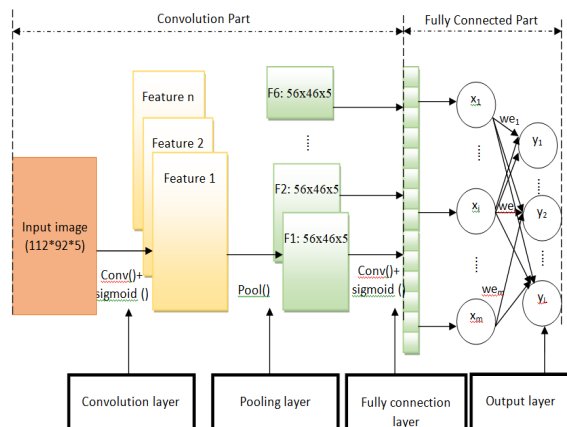 Convolution Part
Fully Connected Part
Feature n
Feature 2
Feature 1
F6: 56x46x5
F2: 56x46x5
F1: 56x46x5
Input image
(112*92*5)
Conv()+
sigmoid ()
Pool()
Conv()+
sigmoid ()
x1
xi
xm
we1
we
wem
y1
y2
Convolution layer
Pooling layer
Fully connection
layer
Output layer